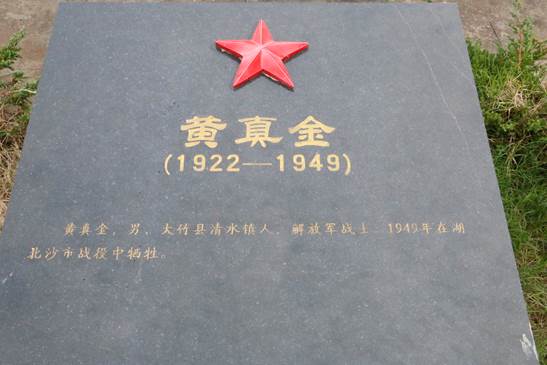 黄真金
(1922—1949)
黄真金，男，大竹县清水镇人，解放军战士，1949年在湖
北沙市战役中牺牲。